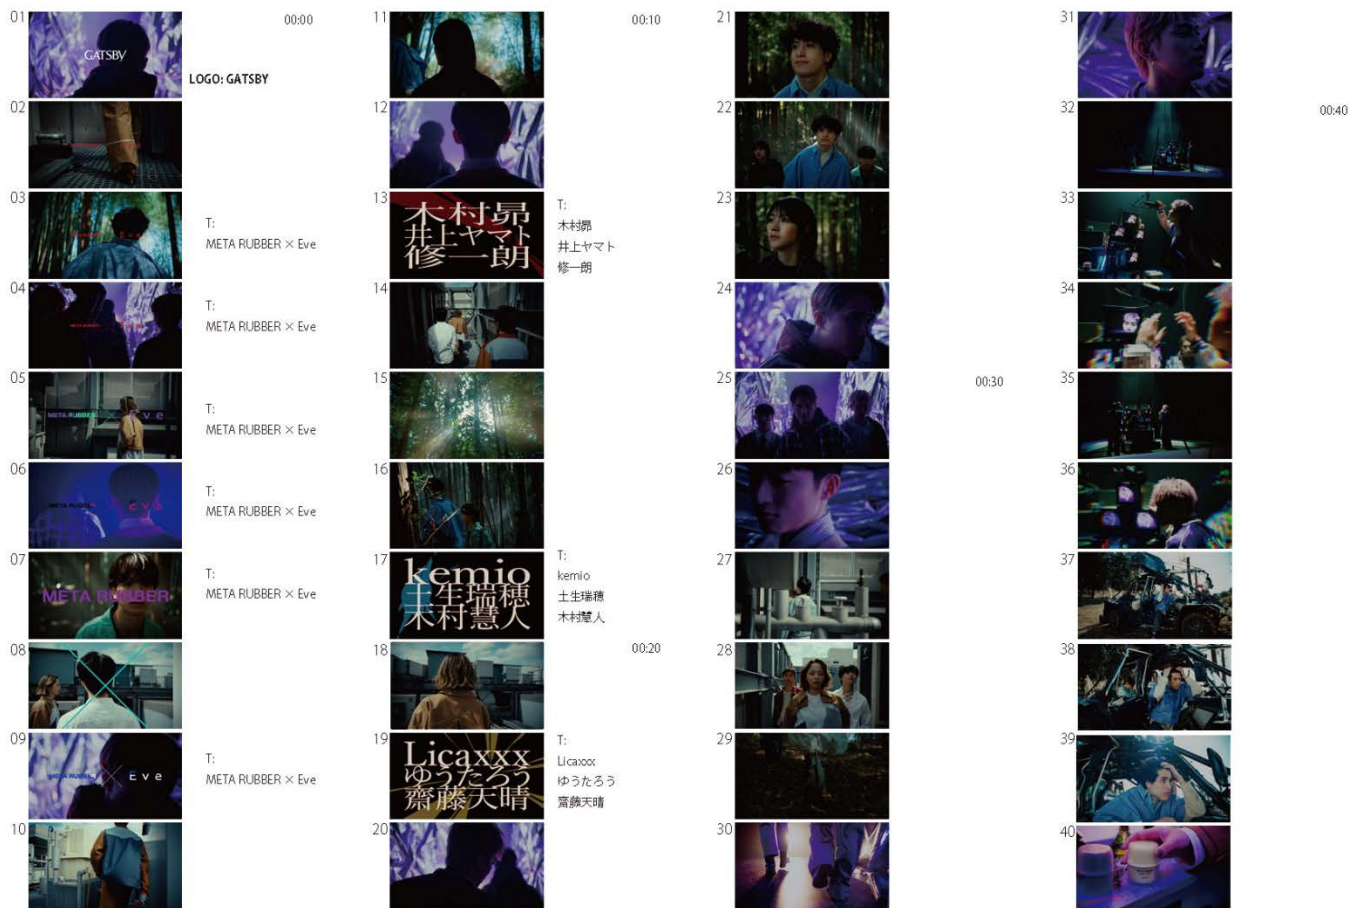 01
GATSBY
00:00
LOGO: GATSBY
02
03
T:
META RUBBER × Eve
04
META RUBBER
T:
META RUBBER × Eve
05
META RUBBER × Eve
T:
META RUBBER × Eve
06
META RUBBER × eve
T:
META RUBBER × Eve
07
META RUBBER
T:
META RUBBER × Eve
08
09
META RUBBER × Eve
T:
META RUBBER × Eve
10
11
00:10
12
13
木村昴
井上ヤマト
修一朗
T:
木村昴
井上ヤマト
修一朗
14
15
16
17
kemio
土生瑞穂
木村慧人
T:
kemio
土生瑞穂
木村慧人
18
00:20
19
Licaxxx
ゆうたろう
齋藤天晴
T:
Licaxxx
ゆうたろう
齋藤天晴
20
21
22
23
24
25
00:30
26
27
28
29
30
31
32
00:40
33
34
35
36
37
38
39
40